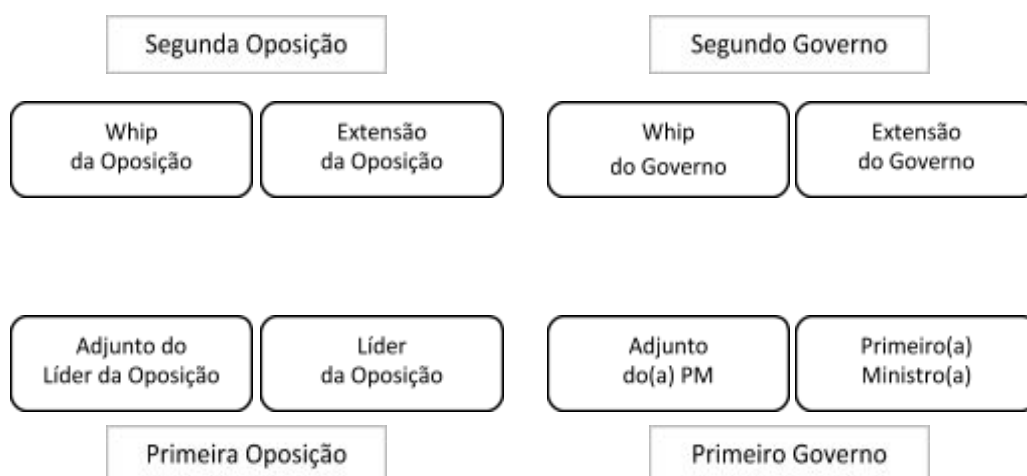 Segunda Oposição
Segundo Governo
Whip
da Oposição
Extensão
da Oposição
Whip
do Governo
Extensão
do Governo
Adjunto do
Líder da Oposição
Líder
da Oposição
Adjunto
do(a) PM
Primeiro(a)
Ministro(a)
Primeira Oposição
Primeiro Governo